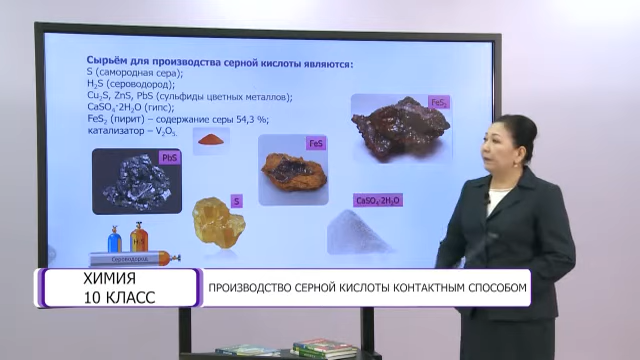 Сырьём для производства серной кислоты являются:
S (самородная сера);
H₂S (сероводород);
Cu₂S, ZnS, PbS (сульфиды цветных металлов);
CaSO₄·2H₂O (гипс);
FeS₂ (пирит) – содержание серы 54,3 %;
катализатор – V₂O₅.
FeS₂
PbS
FeS
S
CaSO₄·2H₂O
H₂S
Сероводород
ХИМИЯ
10 КЛАСС
ПРОИЗВОДСТВО СЕРНОЙ КИСЛОТЫ КОНТАКТНЫМ СПОСОБОМ